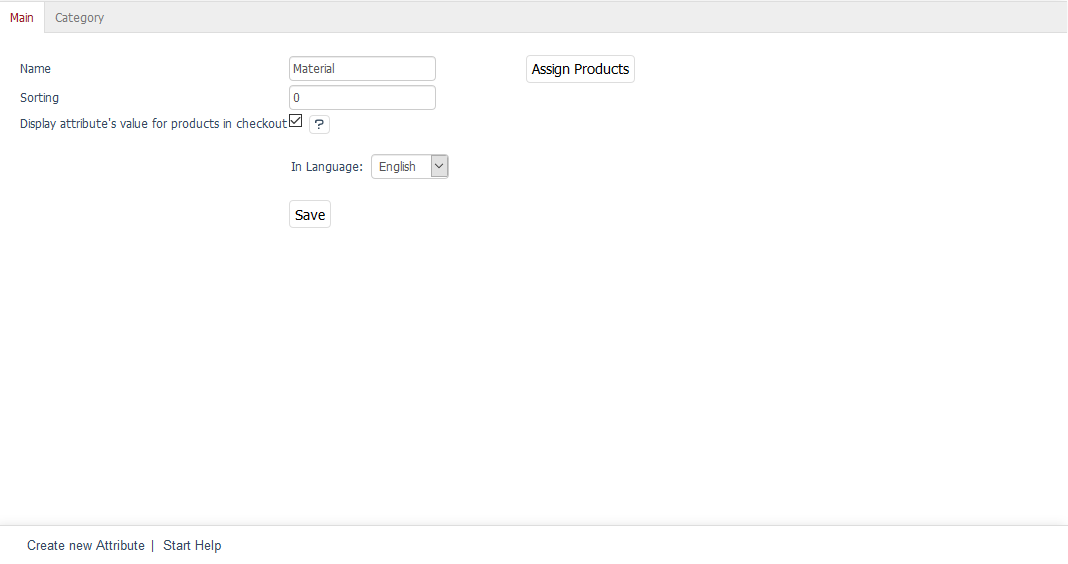 Main Category
Name Material Assign Products
Sorting 0
Display attribute's value for products in checkout ?
In Language: English
Save
Create new Attribute | Start Help